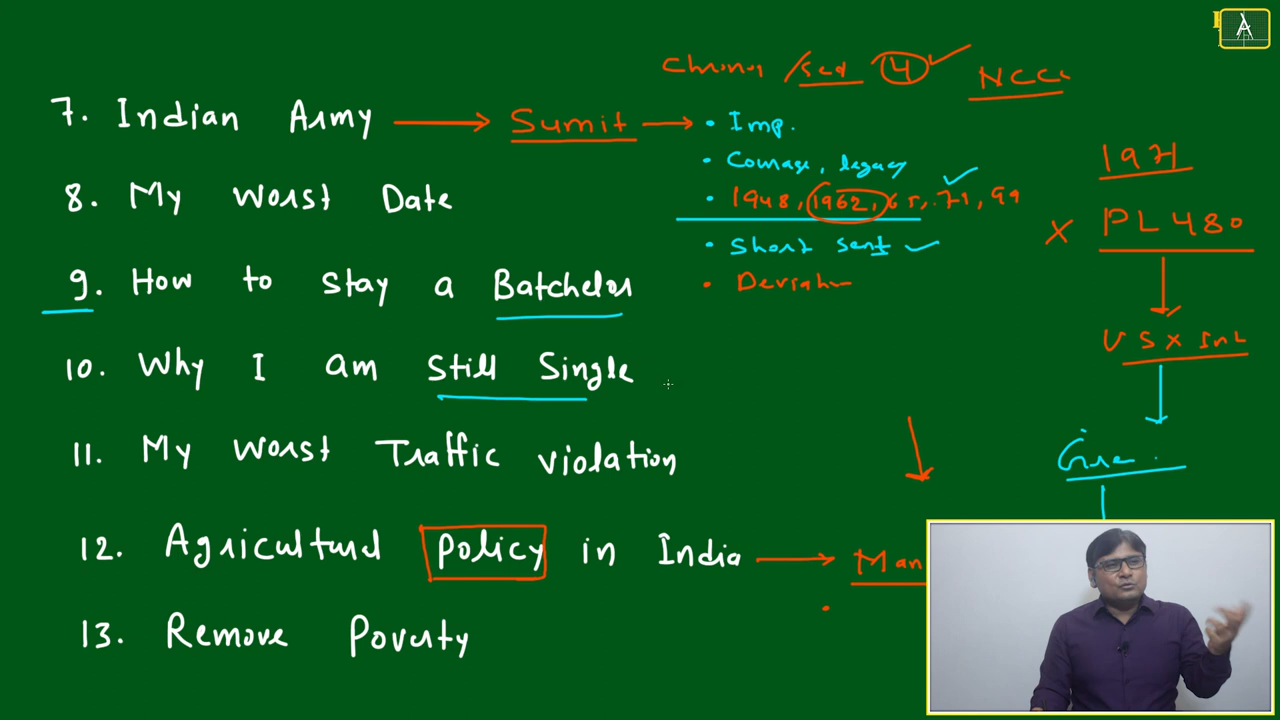 7. Indian Army → Sumit →
8. My Worst Date
9. How to stay a Batchelor
10. Why I am Still Single
11. My Worst Traffic violation
12. Agricultural Policy in India → Man
13. Remove Poverty
④ NCC
• Imp.
• Courage, legacy
• 1948, 1962, 65, 71, 99
• Short sent
1971
× PL 480
A